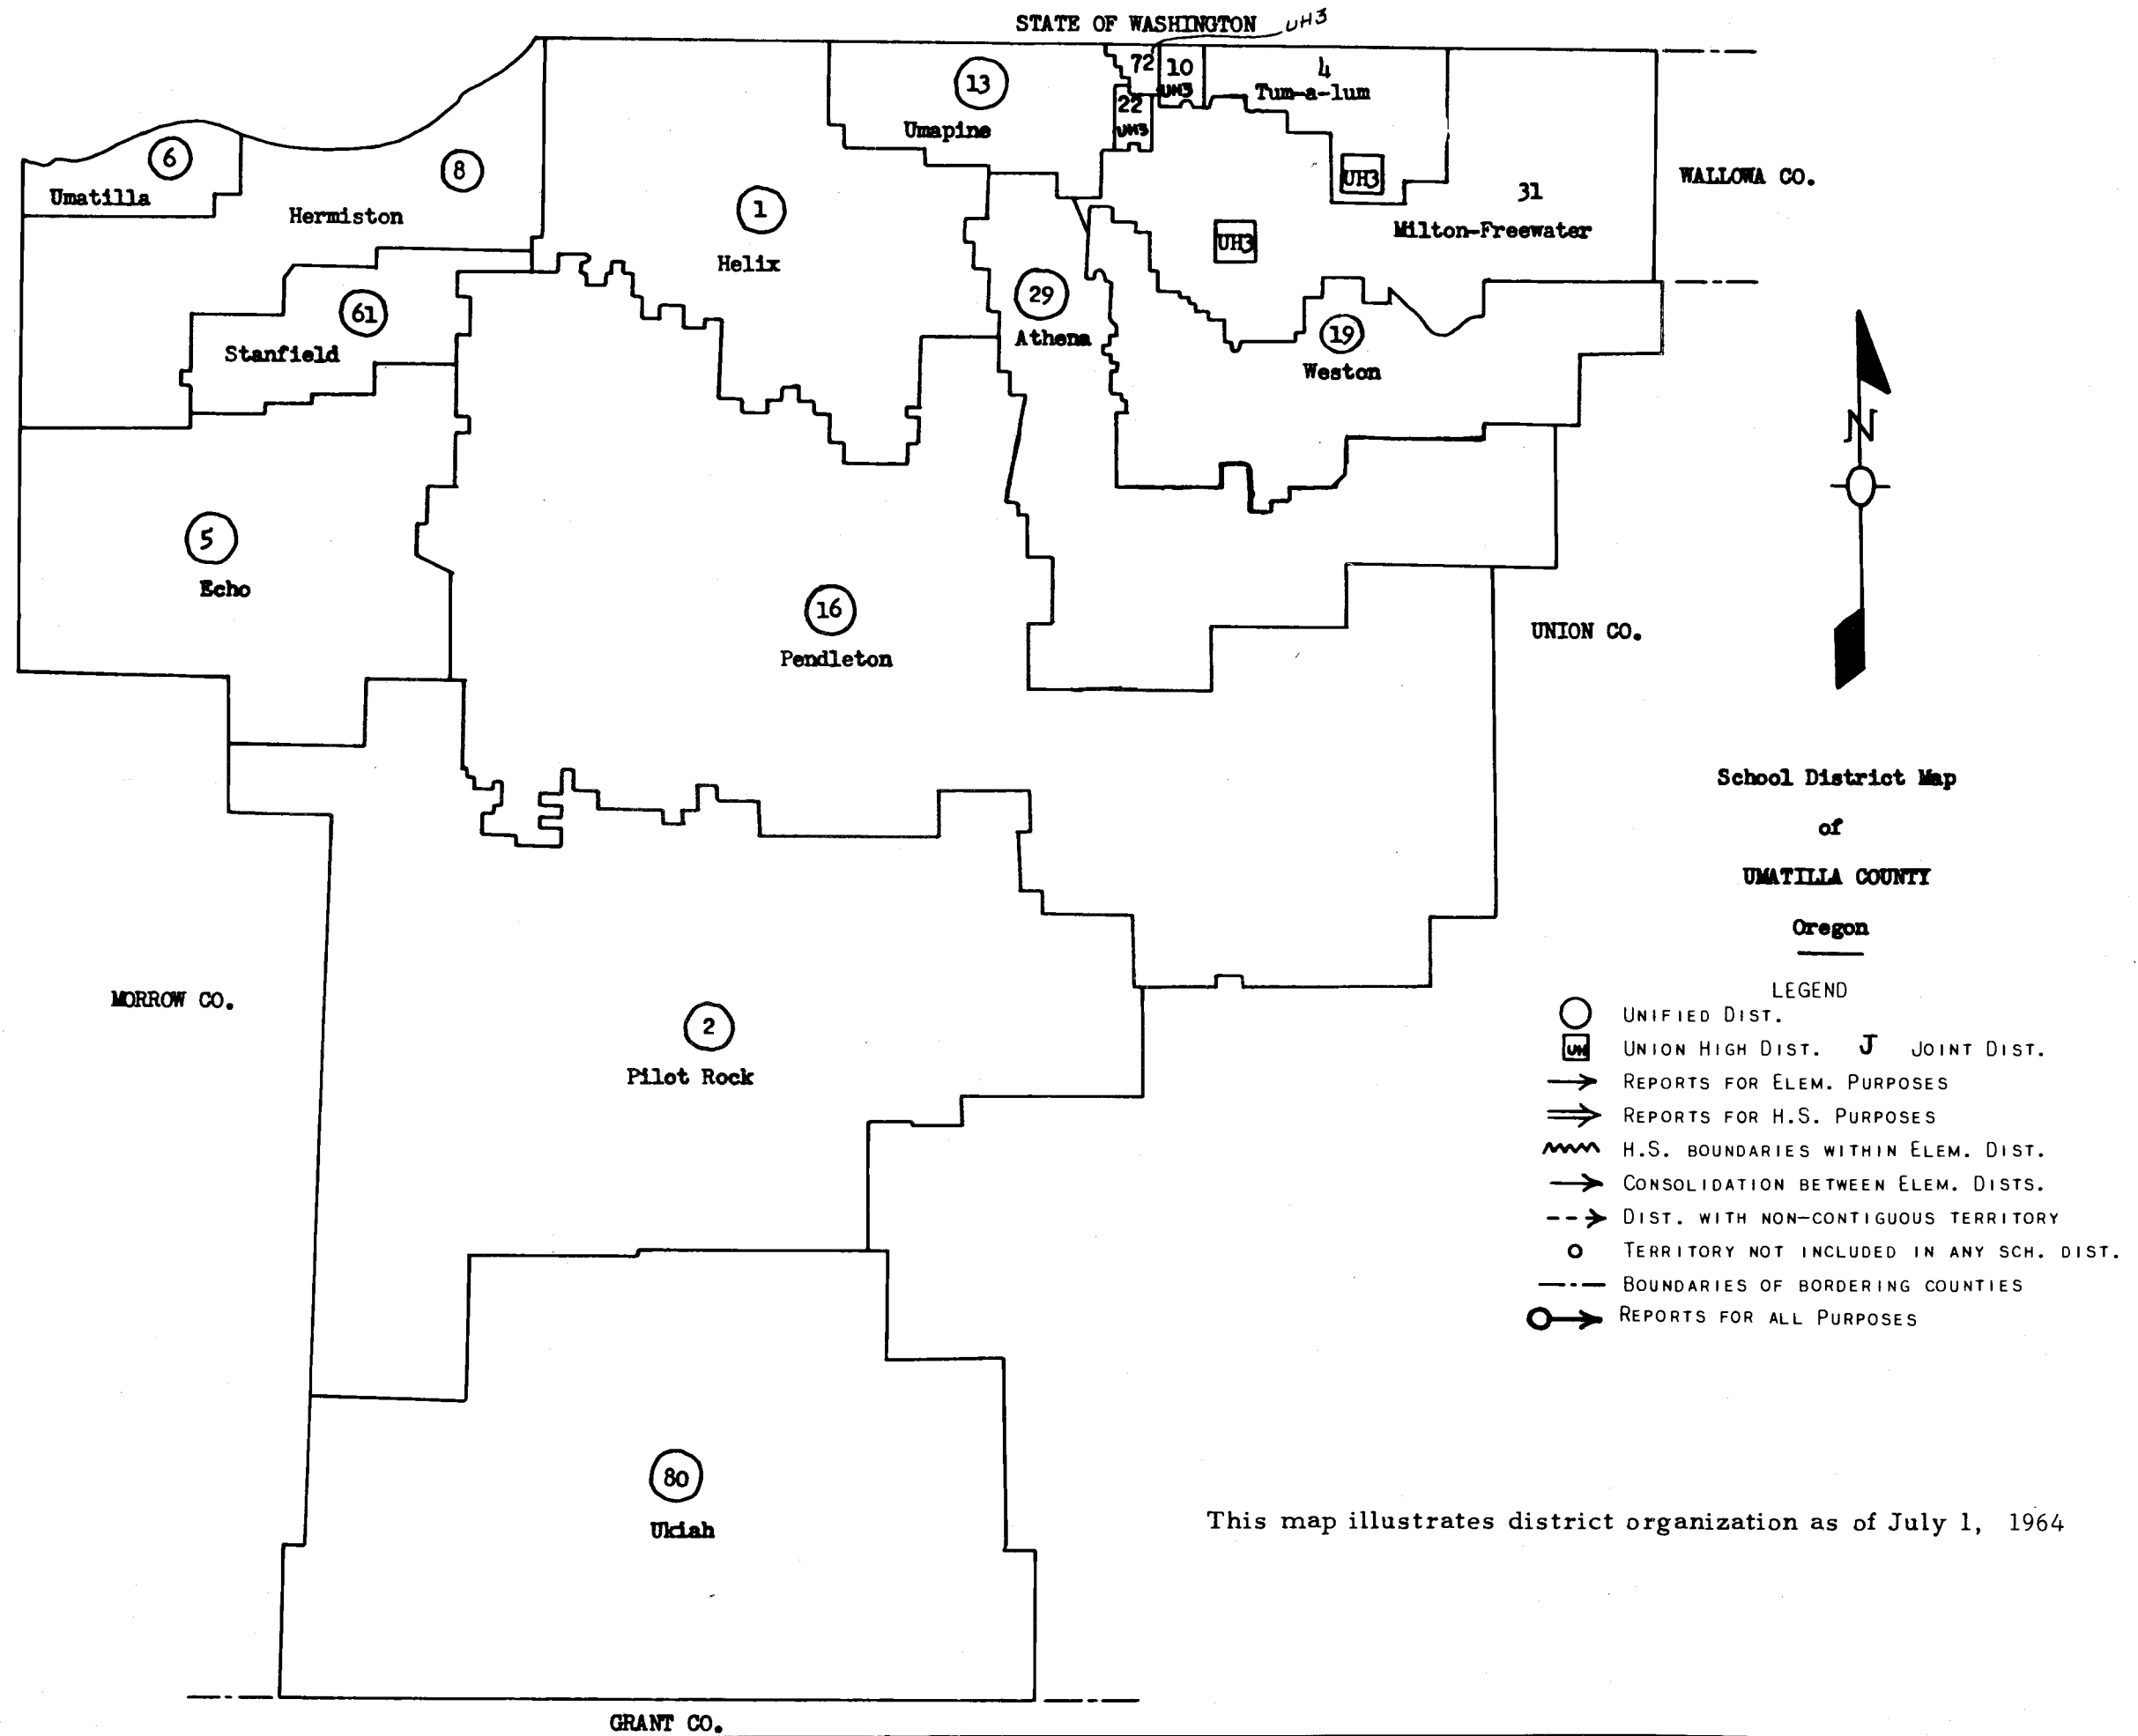 STATE OF WASHINGTON UH3
13
Umapine
72
10
UH3
22
UH3
4
Tum-a-lum
UH3
6
Umatilla
8
Hermiston
1
Helix
31
Milton-Freewater
WALLOWA CO.
UH3
61
Stanfield
29
Athena
19
Weston
N
5
Echo
16
Pendleton
UNION CO.
School District Map
of
UMATILLA COUNTY
Oregon
MORROW CO.
2
Pilot Rock
LEGEND
UNIFIED DIST.
UH UNION HIGH DIST. J JOINT DIST.
REPORTS FOR ELEM. PURPOSES
REPORTS FOR H.S. PURPOSES
H.S. BOUNDARIES WITHIN ELEM. DIST.
CONSOLIDATION BETWEEN ELEM. DISTS.
DIST. WITH NON-CONTIGUOUS TERRITORY
TERRITORY NOT INCLUDED IN ANY SCH. DIST.
BOUNDARIES OF BORDERING COUNTIES
REPORTS FOR ALL PURPOSES
80
Ukiah
This map illustrates district organization as of July 1, 1964
GRANT CO.